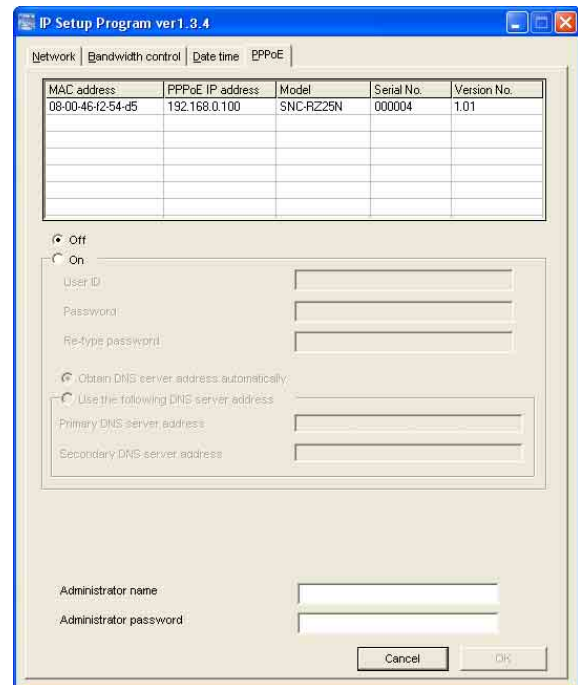 IP Setup Program ver1.3.4
Network Bandwidth control Date time PPPoE
MAC address PPPoE IP address Model Serial No. Version No.
08-00-46-f2-54-d5 192.168.0.100 SNC-RZ25N 000004 1.01
Off
On
User ID
Password
Re-type password
Obtain DNS server address automatically
Use the following DNS server address
Primary DNS server address
Secondary DNS server address
Administrator name
Administrator password
Cancel OK